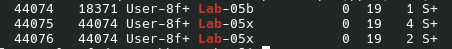 44074 18371 User-8f+ Lab-05b 0 19 1 S+
44075 44074 User-8f+ Lab-05x 0 19 4 S+
44076 44074 User-8f+ Lab-05x 0 19 2 S+